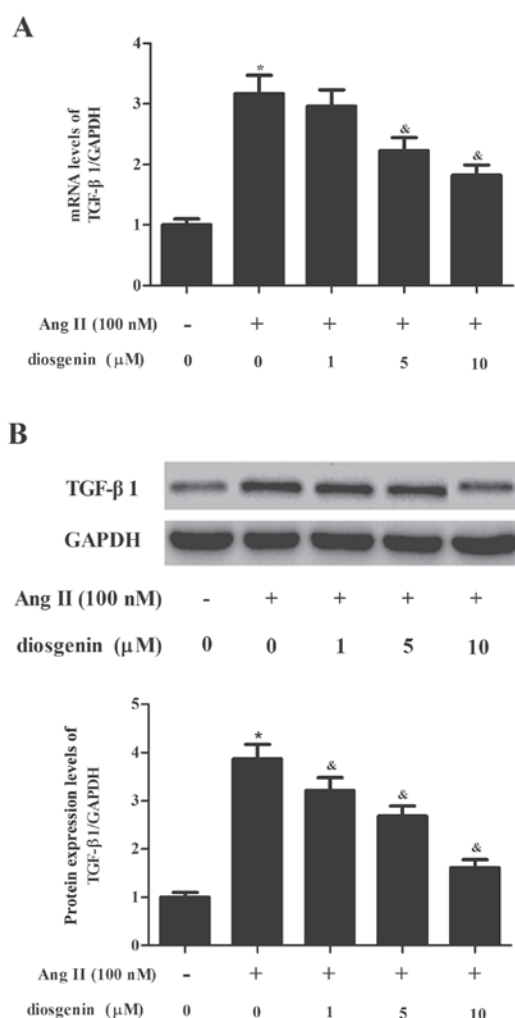 A
mRNA levels of
TGF-β 1/GAPDH
4
3
2
1
0
*
&
&
Ang II (100 nM) - + + + +
diosgenin (μM) 0 0 1 5 10
B
TGF-β 1
GAPDH
Ang II (100 nM) - + + + +
diosgenin (μM) 0 0 1 5 10
Protein expression levels of
TGF-β 1/GAPDH
5
4
3
2
1
0
*
&
&
&
Ang II (100 nM) - + + + +
diosgenin (μM) 0 0 1 5 10